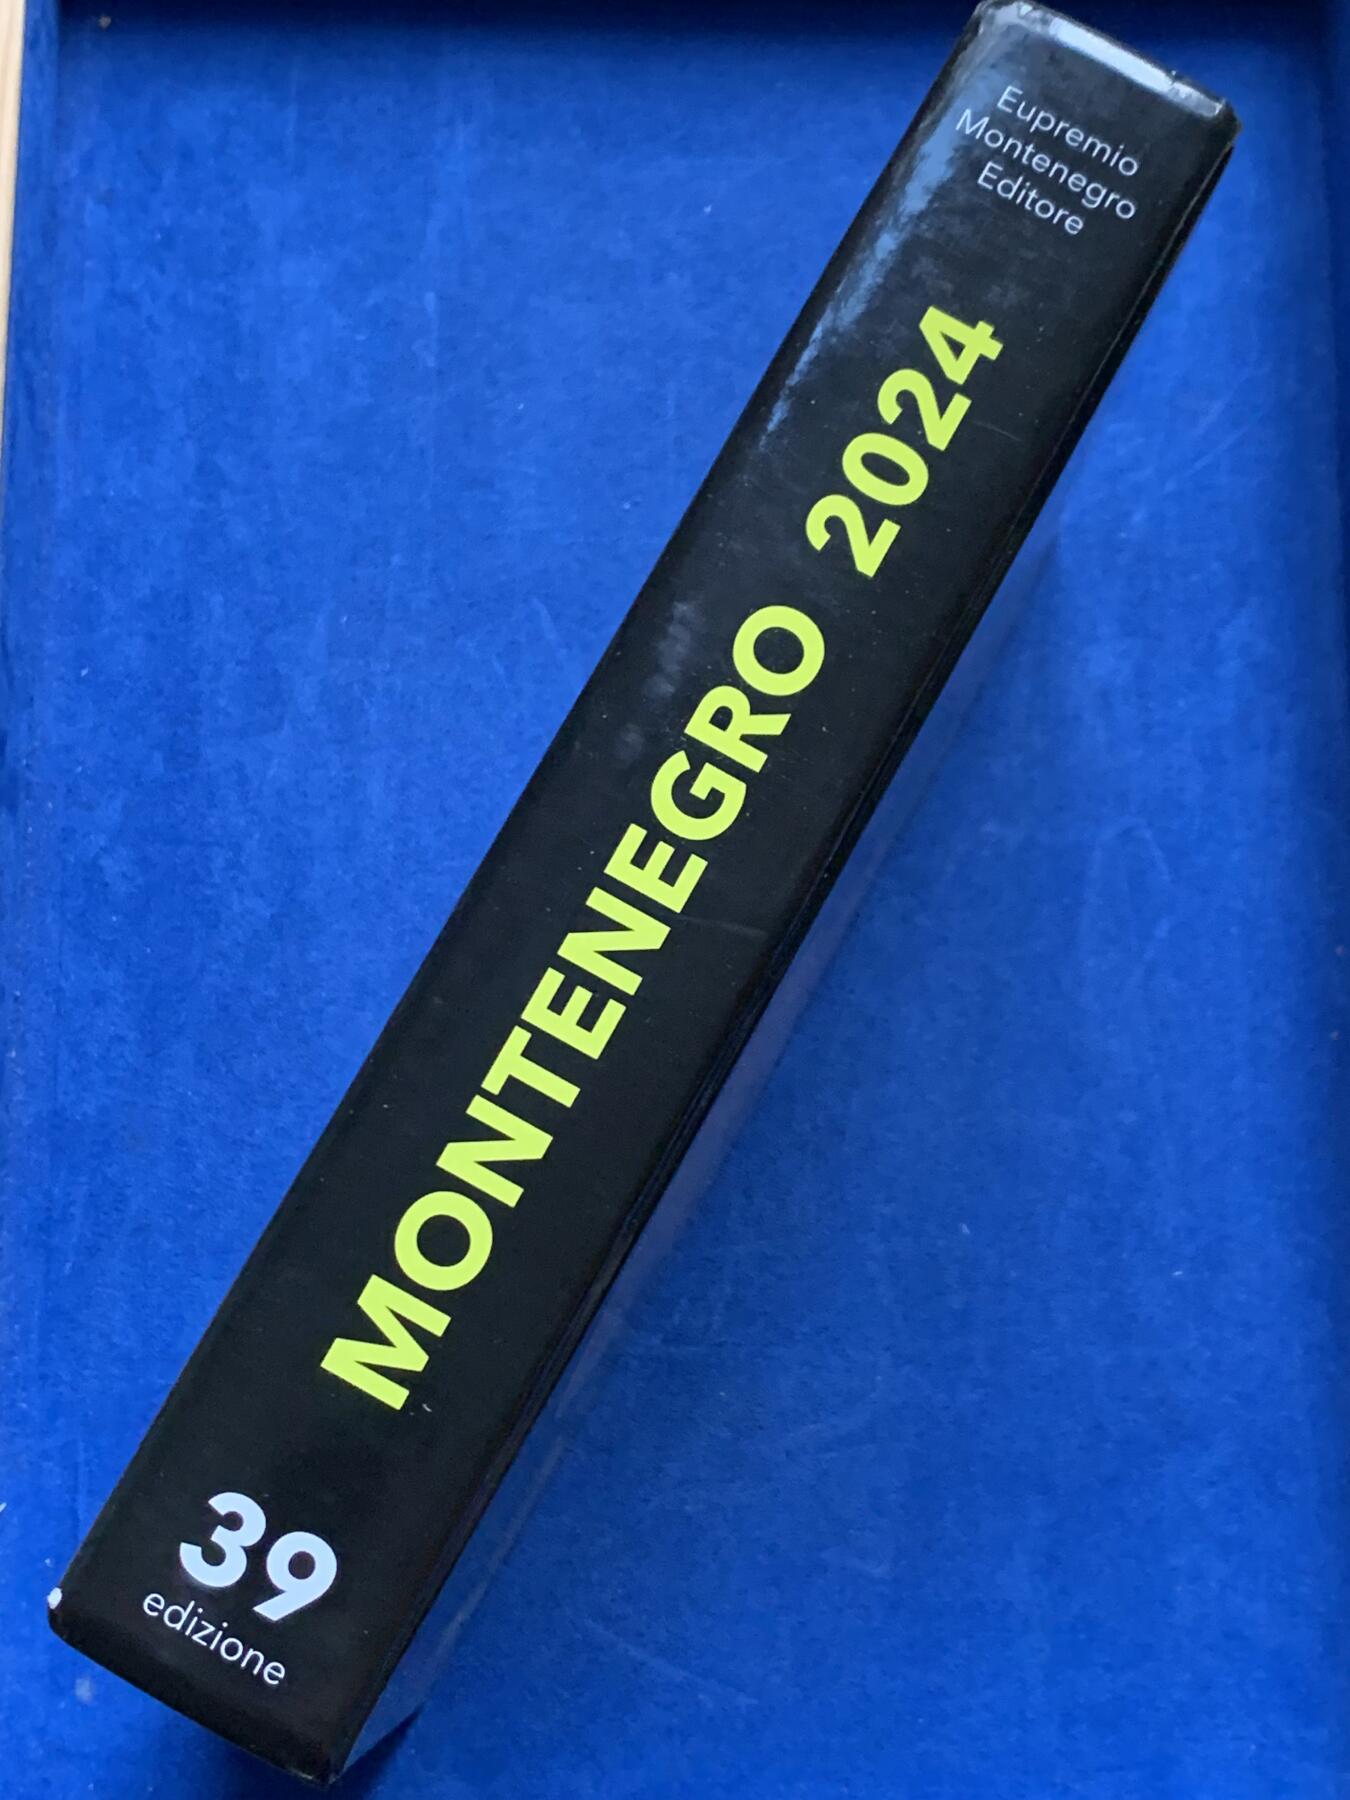 Eupremio
Montenegro
Editore
MONTENEGRO 2024
39
edizione